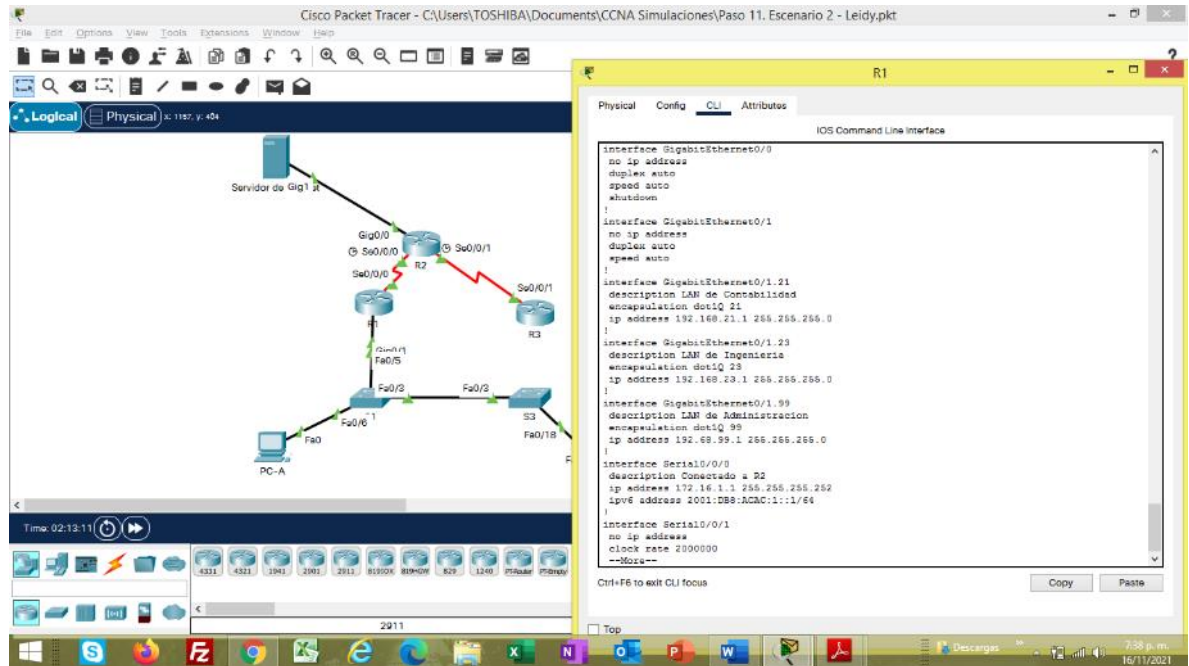 Cisco Packet Tracer - C:\Users\TOSHIBA\Documents\CCNA Simulaciones\Paso 11. Escenario 2 - Leidy.pkt
File Edit Options View Tools Extensions Window Help
Logical Physical x: 1157, y: 404
Servidor de Gig1
Gig0/0
Se0/0/0
Se0/0/1
R2
Se0/0/0
Se0/0/1
R3
Fa0/5
Fa0/3
Fa0/3
Fa0/6
S3
Fa0/18
Fa0
PC-A
Time: 02:13:11
4331 4321 1941 2901 2911 819IOX 819HGW 829 1240 PT-Router PT-Empty
2911
R1
Physical Config CLI Attributes
IOS Command Line Interface
interface GigabitEthernet0/0
no ip address
duplex auto
speed auto
shutdown
!
interface GigabitEthernet0/1
no ip address
duplex auto
speed auto
!
interface GigabitEthernet0/1.21
description LAN de Contabilidad
encapsulation dot1Q 21
ip address 192.168.21.1 255.255.255.0
!
interface GigabitEthernet0/1.23
description LAN de Ingenieria
encapsulation dot1Q 23
ip address 192.168.23.1 255.255.255.0
!
interface GigabitEthernet0/1.99
description LAN de Administracion
encapsulation dot1Q 99
ip address 192.68.99.1 255.255.255.0
!
interface Serial0/0/0
description Conectado a R2
ip address 172.16.1.1 255.255.255.252
ipv6 address 2001:DB8:ACAC:1::1/64
!
interface Serial0/0/1
no ip address
clock rate 2000000
--More--
Ctrl+F6 to exit CLI focus
Copy Paste
Top
Descargas
7:38 p. m.
16/11/2021